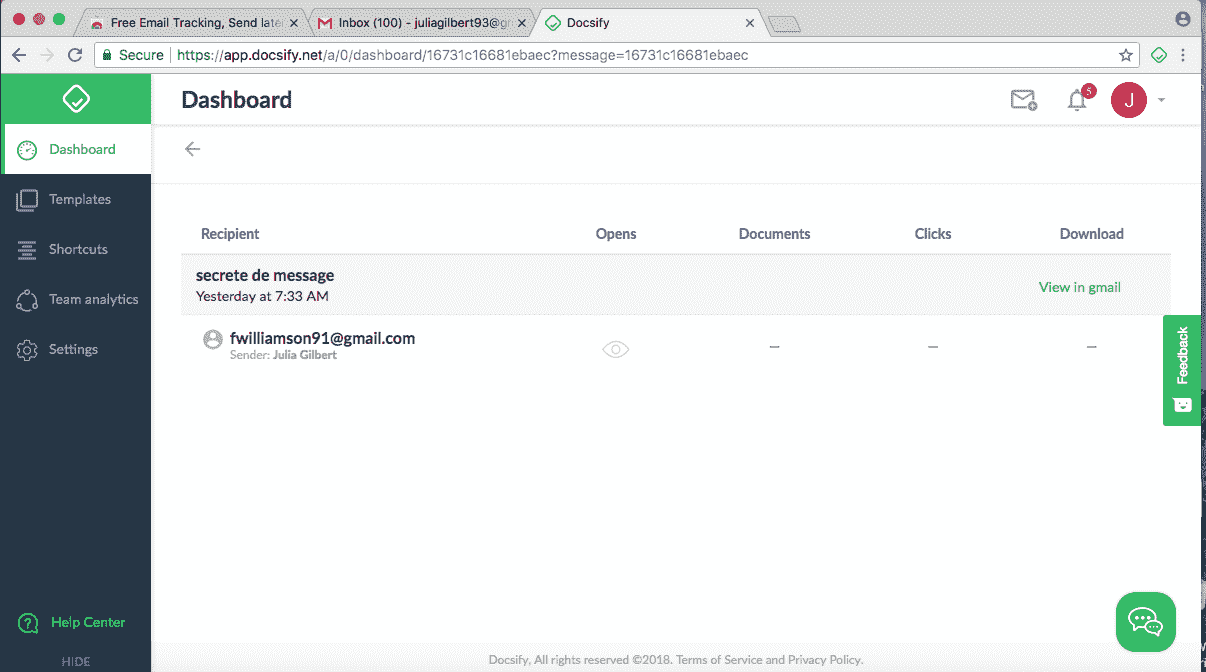 Free Email Tracking, Send late
Inbox (100) - juliagilbert93@g
Docsify
Secure
https://app.docsify.net/a/0/dashboard/16731c16681ebaec?message=16731c16681ebaec
Dashboard
5
J
Dashboard
Templates
Shortcuts
Team analytics
Settings
Recipient Opens Documents Clicks Download
secrete de message
Yesterday at 7:33 AM
View in gmail
fwilliamson91@gmail.com
Sender: Julia Gilbert
– – –
Feedback
Help Center
HIDE
Docsify, All rights reserved ©2018. Terms of Service and Privacy Policy.